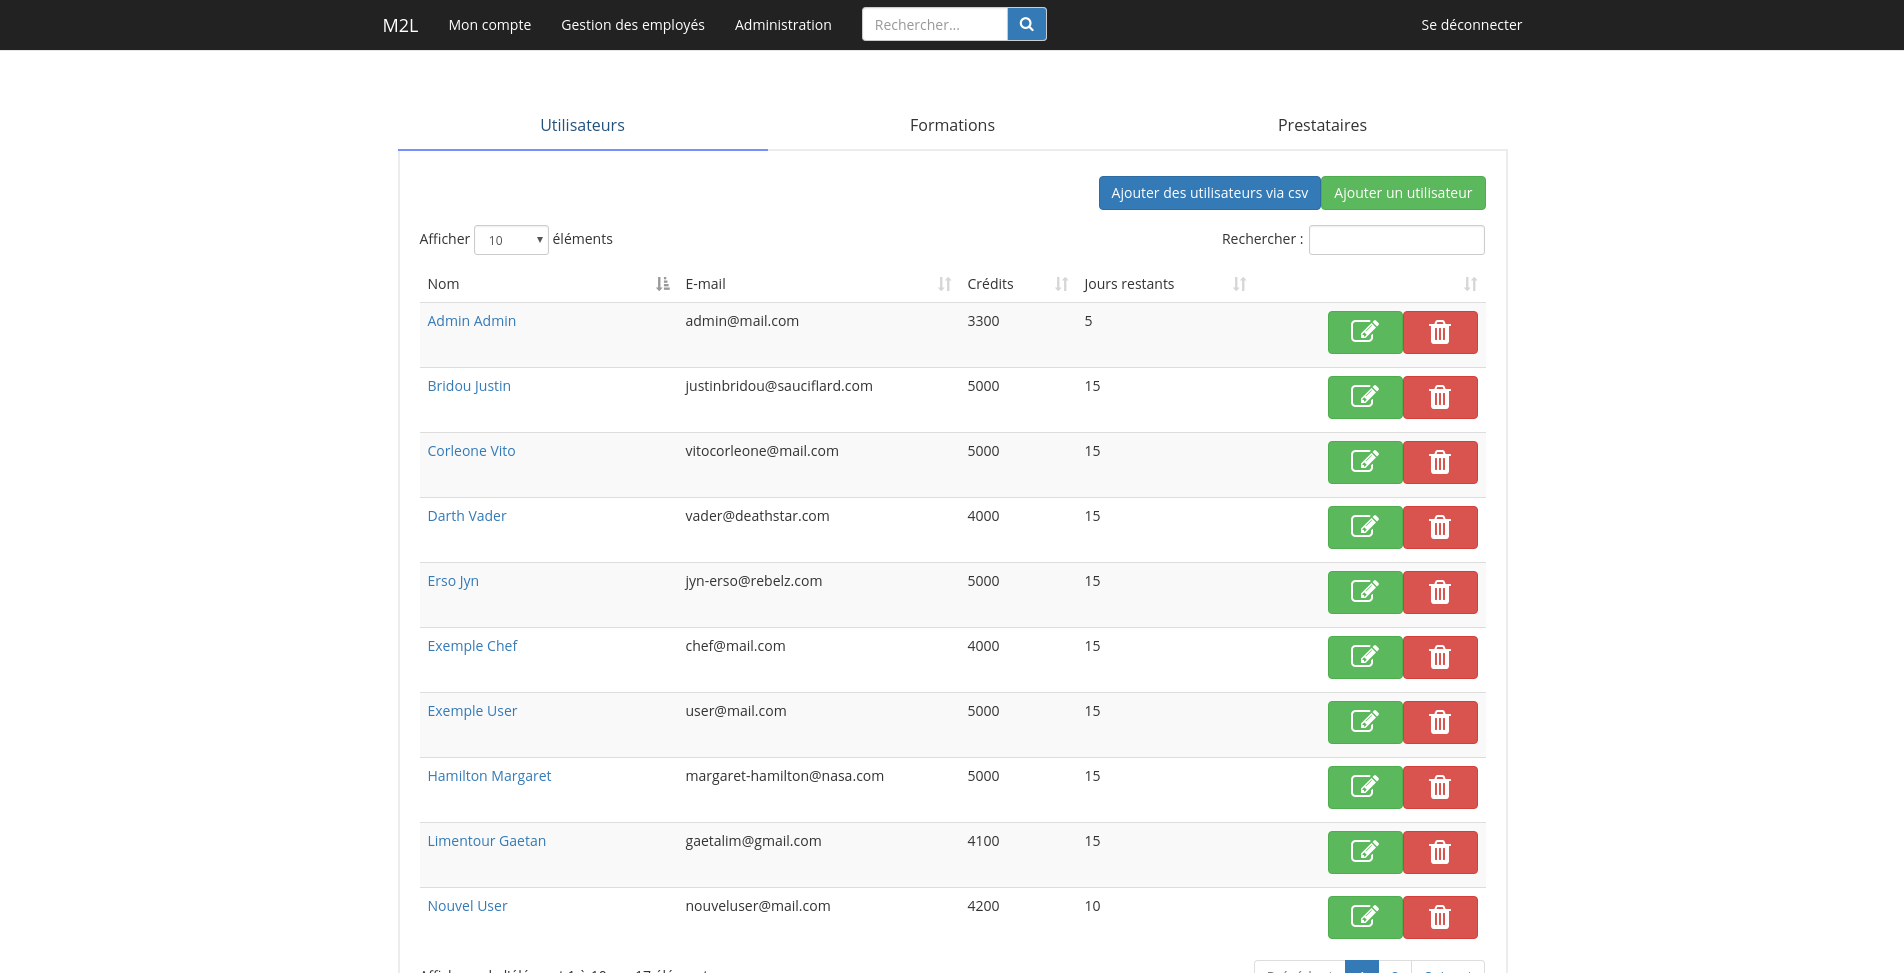 M2L Mon compte Gestion des employés Administration Rechercher... Se déconnecter
Utilisateurs Formations Prestataires
Ajouter des utilisateurs via csv Ajouter un utilisateur
Afficher 10 éléments Rechercher :
Nom E-mail Crédits Jours restants
Admin Admin admin@mail.com 3300 5
Bridou Justin justinbridou@sauciflard.com 5000 15
Corleone Vito vitocorleone@mail.com 5000 15
Darth Vader vader@deathstar.com 4000 15
Erso Jyn jyn-erso@rebelz.com 5000 15
Exemple Chef chef@mail.com 4000 15
Exemple User user@mail.com 5000 15
Hamilton Margaret margaret-hamilton@nasa.com 5000 15
Limentour Gaetan gaetalim@gmail.com 4100 15
Nouvel User nouveluser@mail.com 4200 10